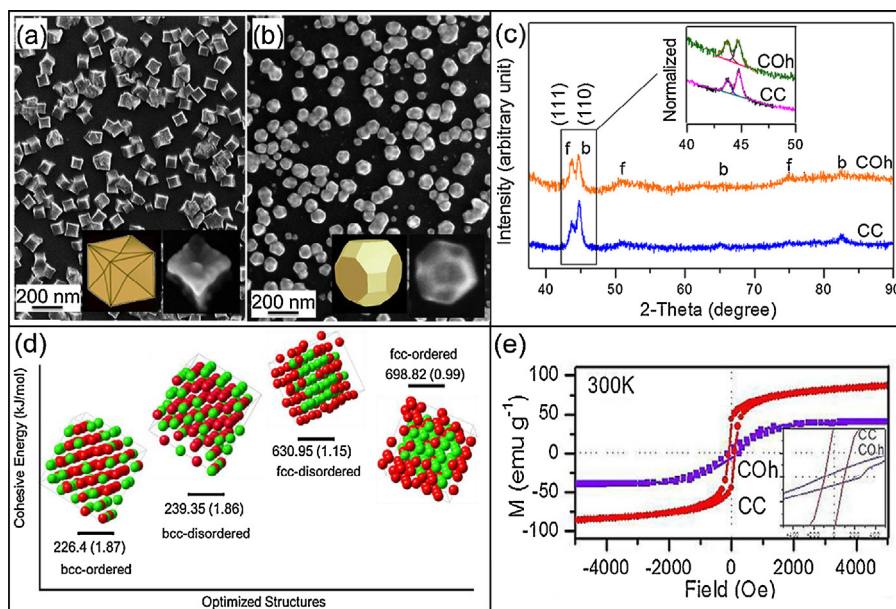 (a)
200 nm
(b)
200 nm
(c)
Intensity (arbitrary unit)
(111)
(110)
f
b
f
b
f
b
COh
CC
40
50
60
70
80
90
2-Theta (degree)
Normalized
COh
CC
40
45
50
(d)
Cohesive Energy (kJ/mol)
226.4 (1.87)
bcc-ordered
239.35 (1.86)
bcc-disordered
630.95 (1.15)
fcc-disordered
fcc-ordered
698.82 (0.99)
Optimized Structures
(e)
300K
M (emu g⁻¹)
100
50
0
-50
-100
COh
CC
CC
COh
-4000
-2000
0
2000
4000
Field (Oe)